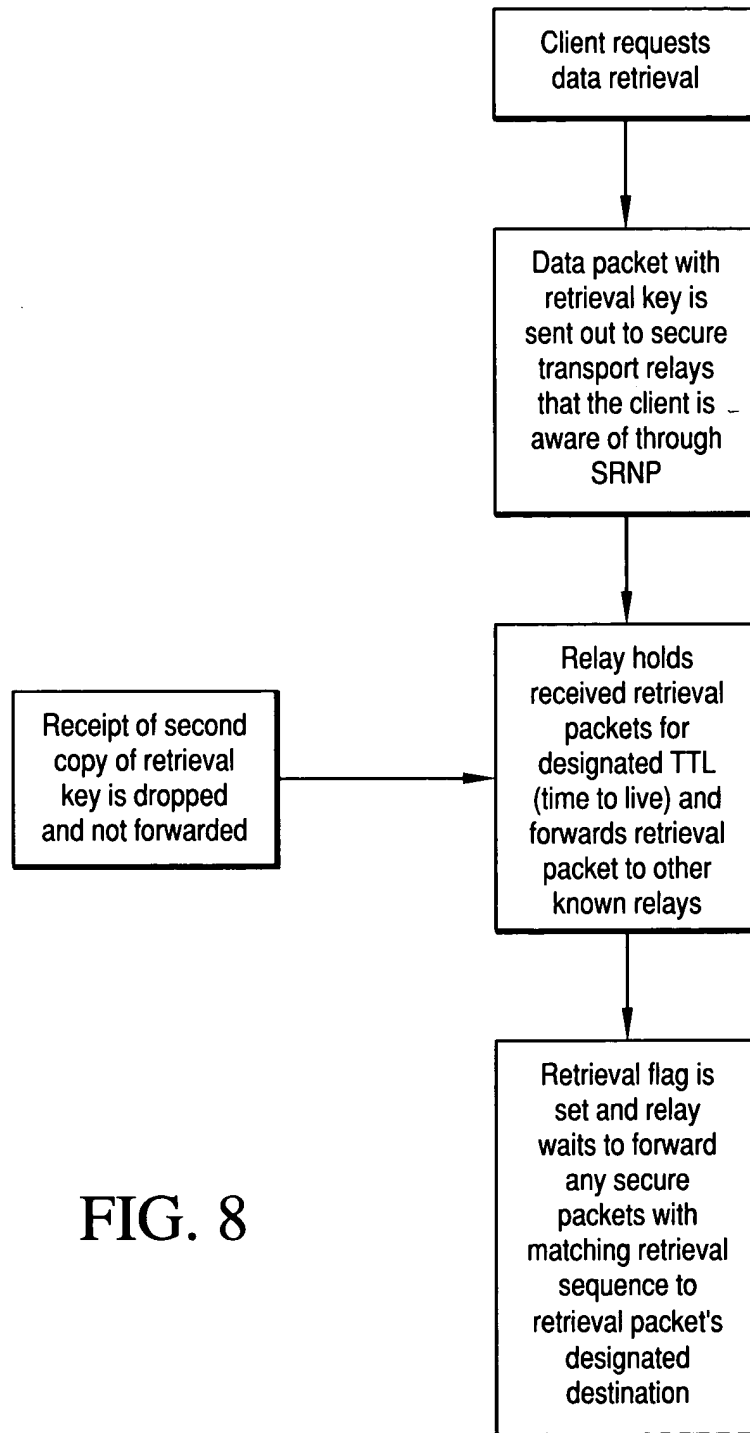 Client requests
data retrieval
Data packet with
retrieval key is
sent out to secure
transport relays
that the client is
aware of through
SRNP
Relay holds
received retrieval
packets for
designated TTL
(time to live) and
forwards retrieval
packet to other
known relays
Receipt of second
copy of retrieval
key is dropped
and not forwarded
Retrieval flag is
set and relay
waits to forward
any secure
packets with
matching retrieval
sequence to
retrieval packet's
designated
destination
FIG. 8